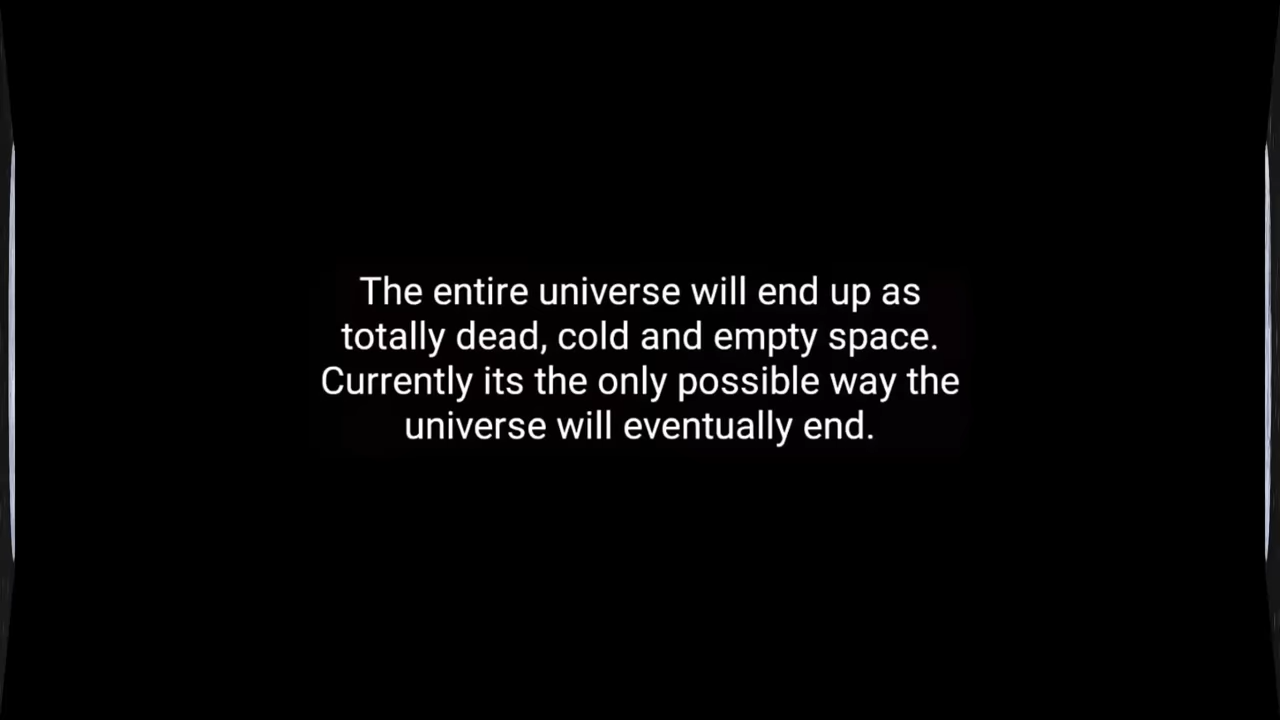 The entire universe will end up as
totally dead, cold and empty space.
Currently its the only possible way the
universe will eventually end.